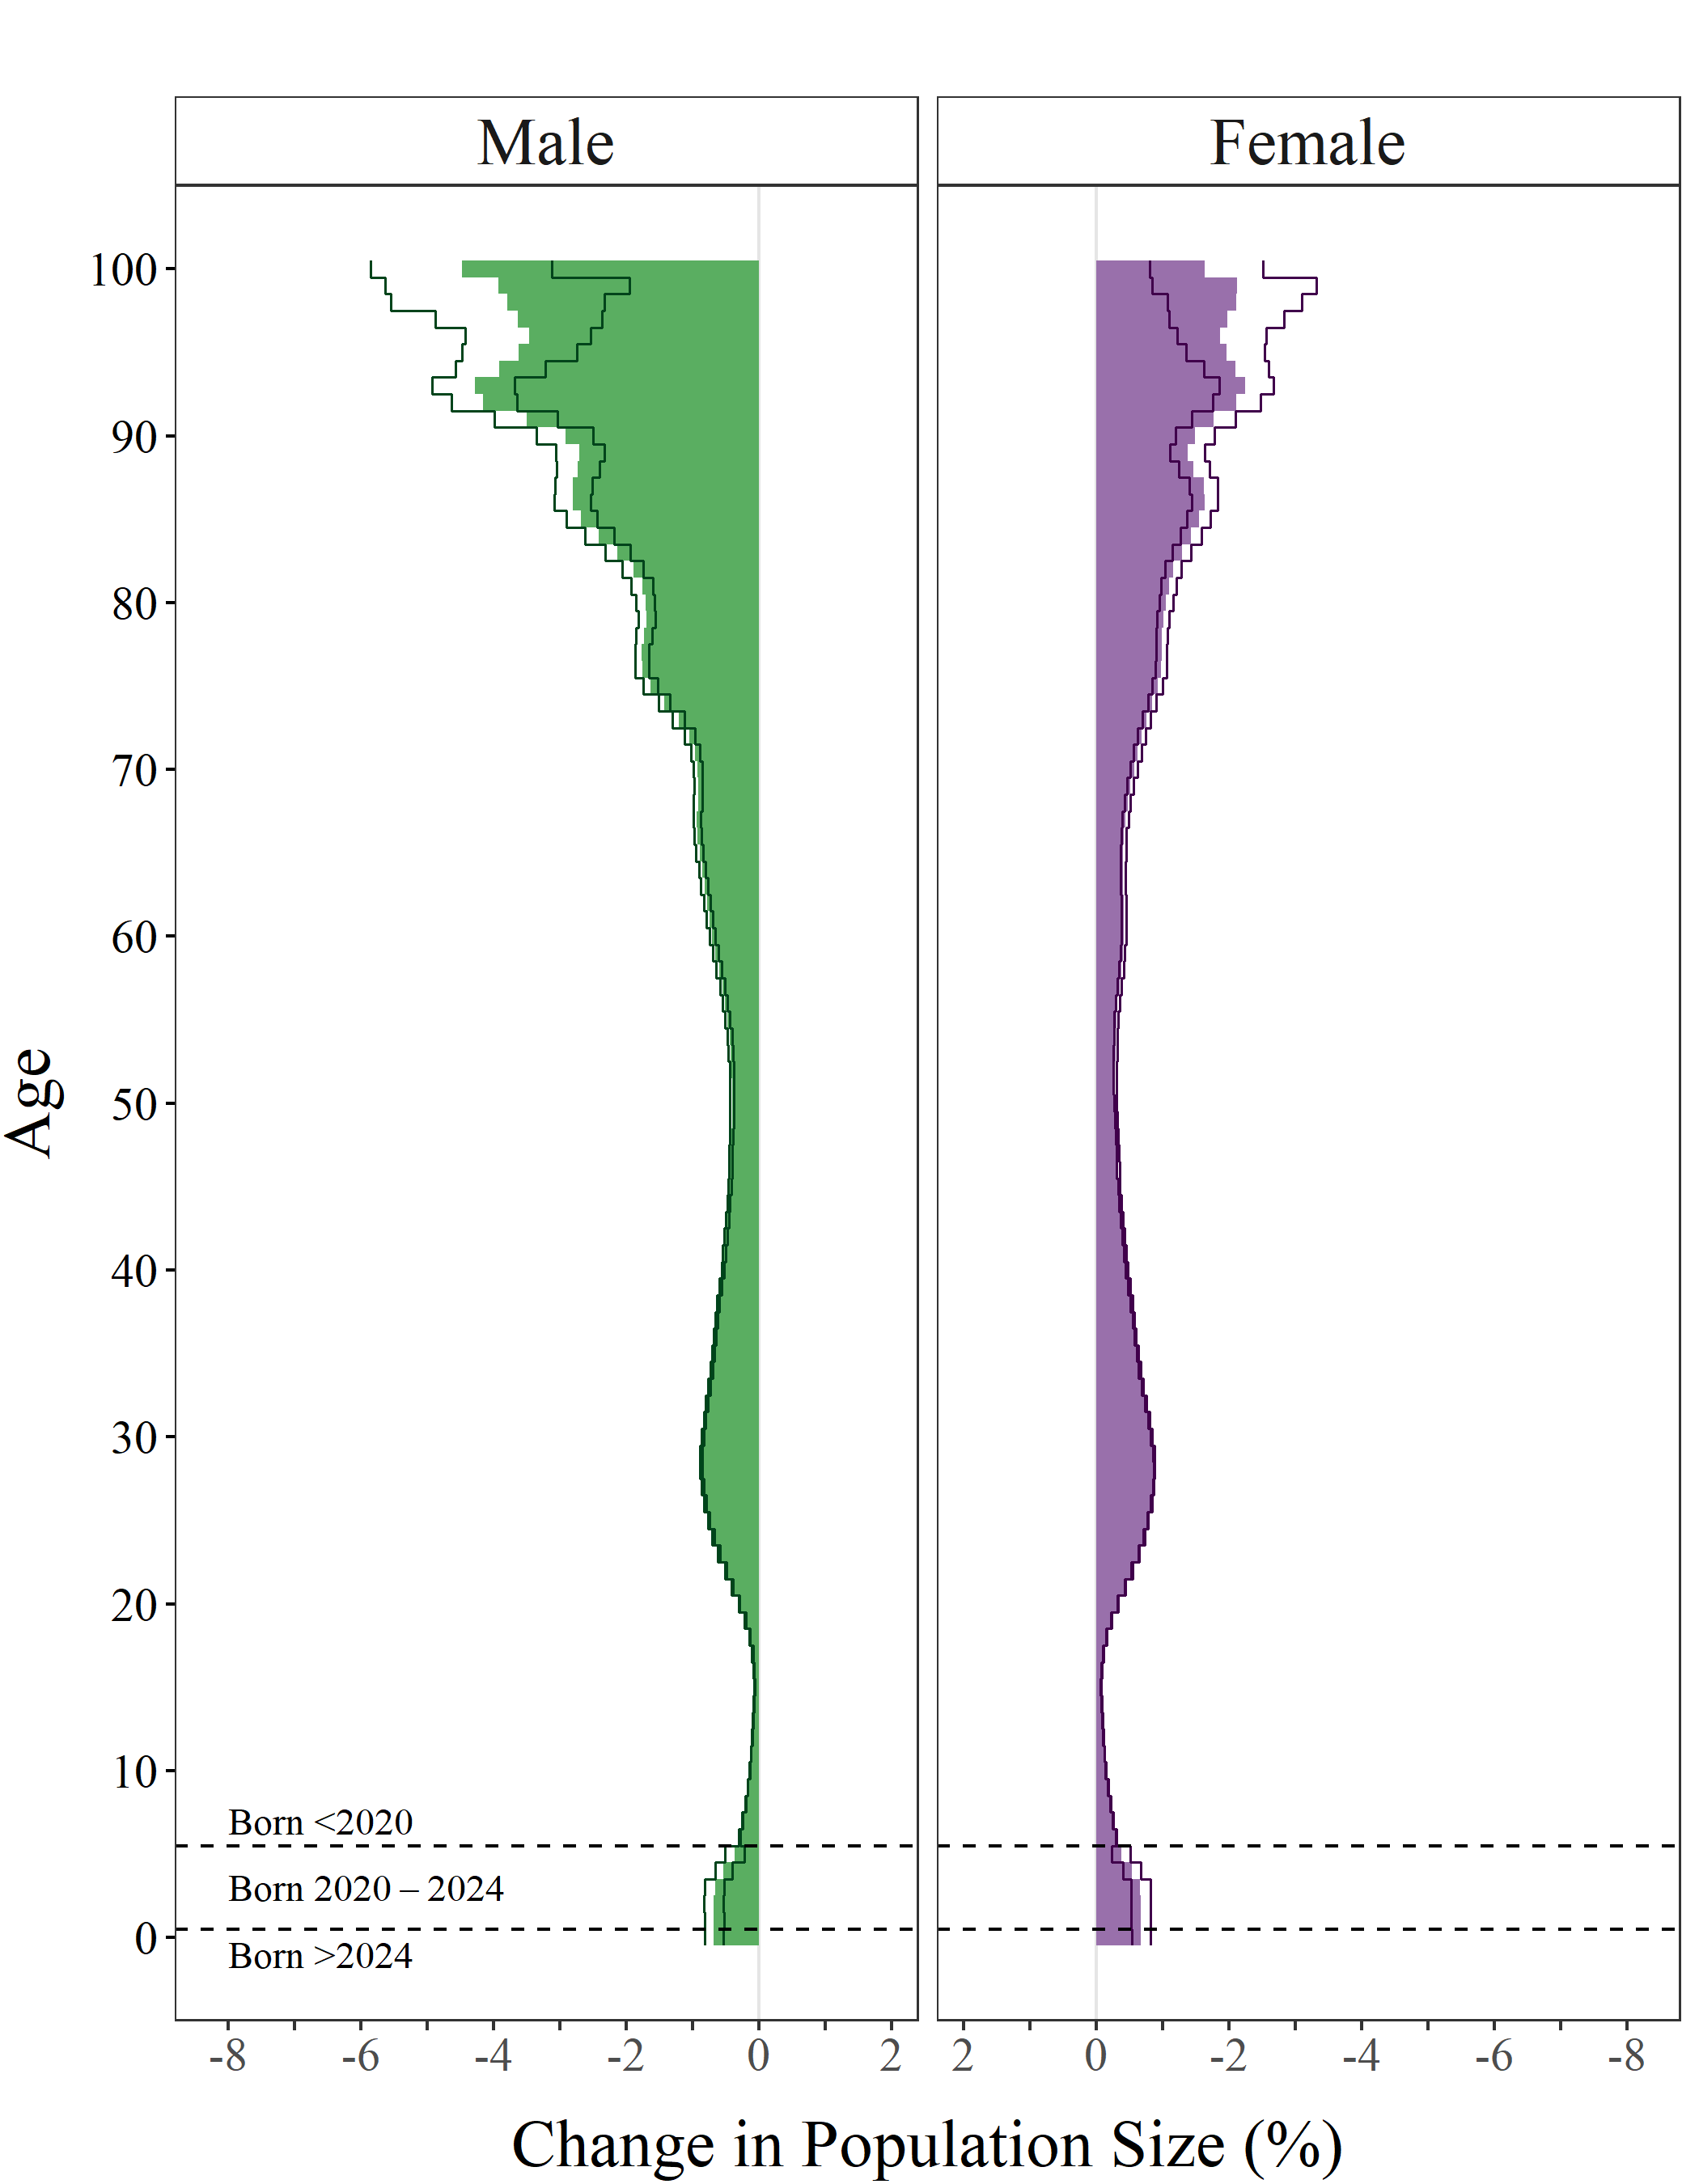 Male
Female
100
90
80
70
60
50
40
30
20
10
0
Age
Born <2020
Born 2020 – 2024
Born >2024
-8 -6 -4 -2 0 2
2 0 -2 -4 -6 -8
Change in Population Size (%)